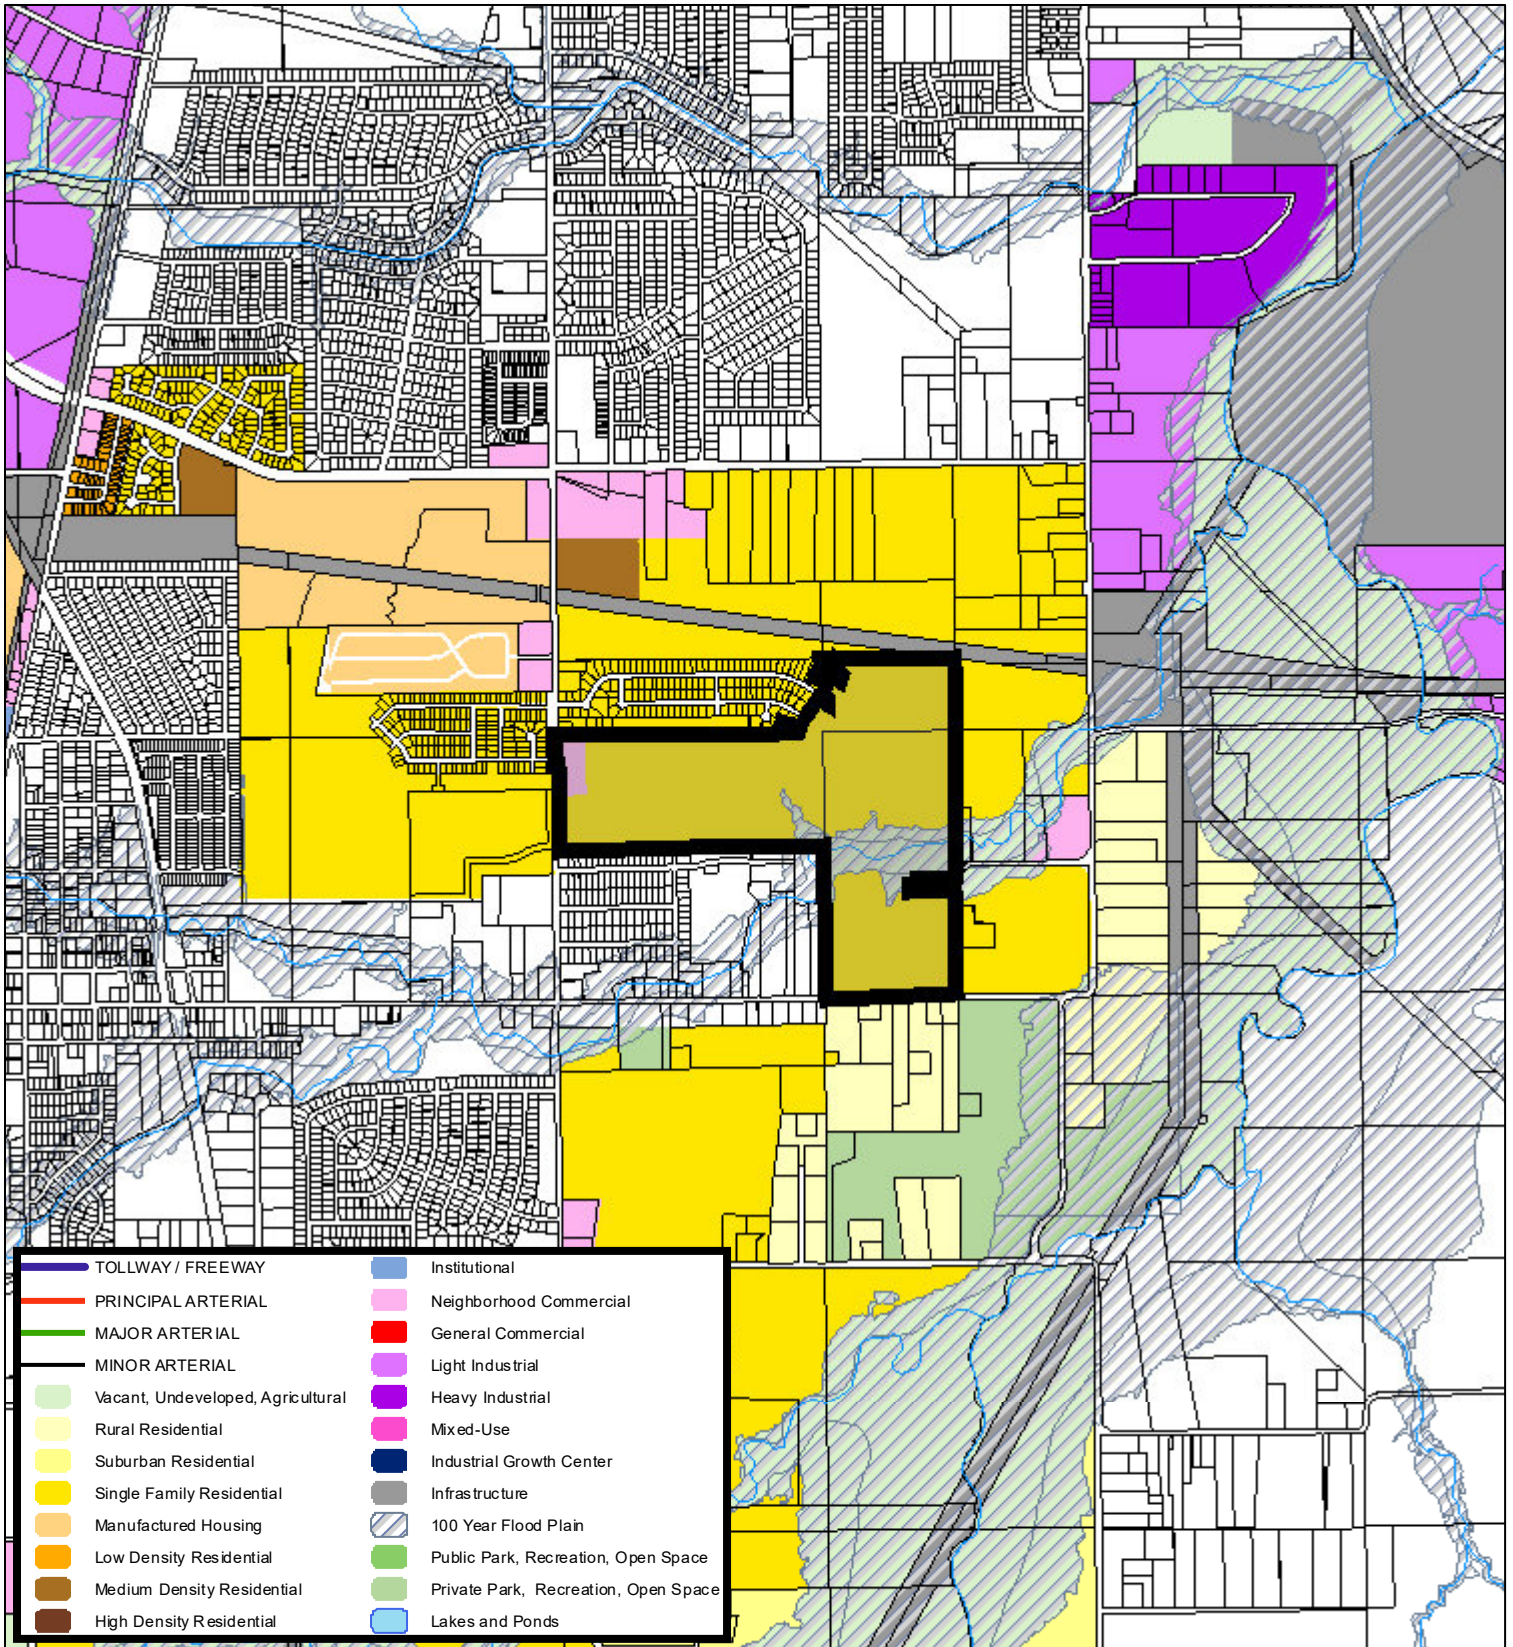 TOLLWAY / FREEWAY
PRINCIPAL ARTERIAL
MAJOR ARTERIAL
MINOR ARTERIAL
Vacant, Undeveloped, Agricultural
Rural Residential
Suburban Residential
Single Family Residential
Manufactured Housing
Low Density Residential
Medium Density Residential
High Density Residential
Institutional
Neighborhood Commercial
General Commercial
Light Industrial
Heavy Industrial
Mixed-Use
Industrial Growth Center
Infrastructure
100 Year Flood Plain
Public Park, Recreation, Open Space
Private Park, Recreation, Open Space
Lakes and Ponds